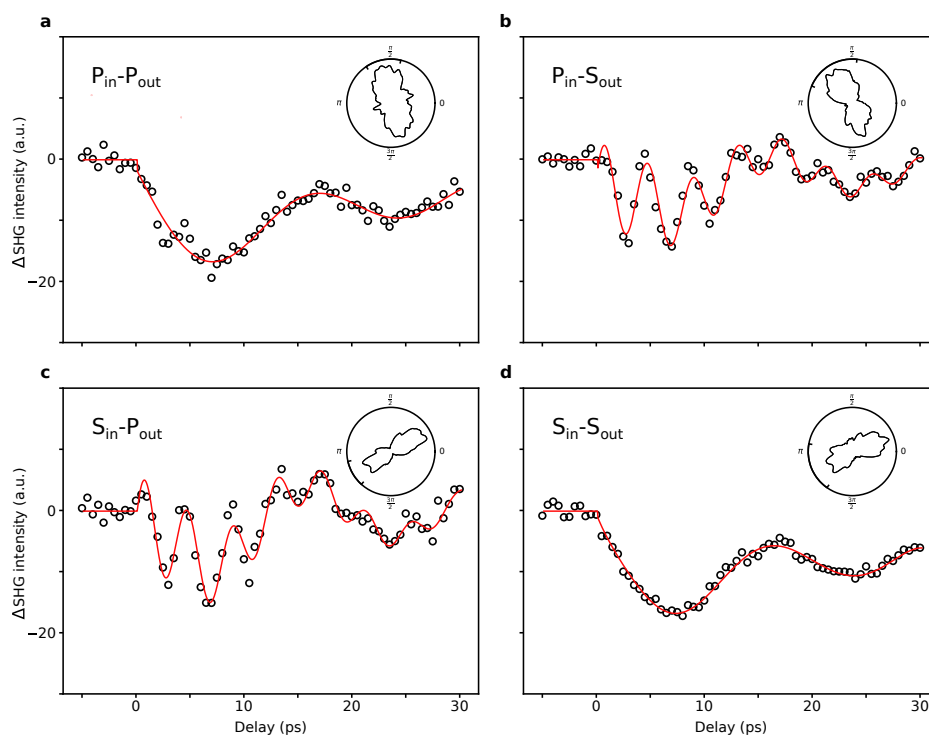 a
P_in-P_out
π/2
π
0
3π/2
ΔSHG intensity (a.u.)
0
−20
b
P_in-S_out
π/2
π
0
3π/2
c
S_in-P_out
π/2
π
0
3π/2
ΔSHG intensity (a.u.)
0
−20
0
10
20
30
Delay (ps)
d
S_in-S_out
π/2
π
0
3π/2
0
10
20
30
Delay (ps)